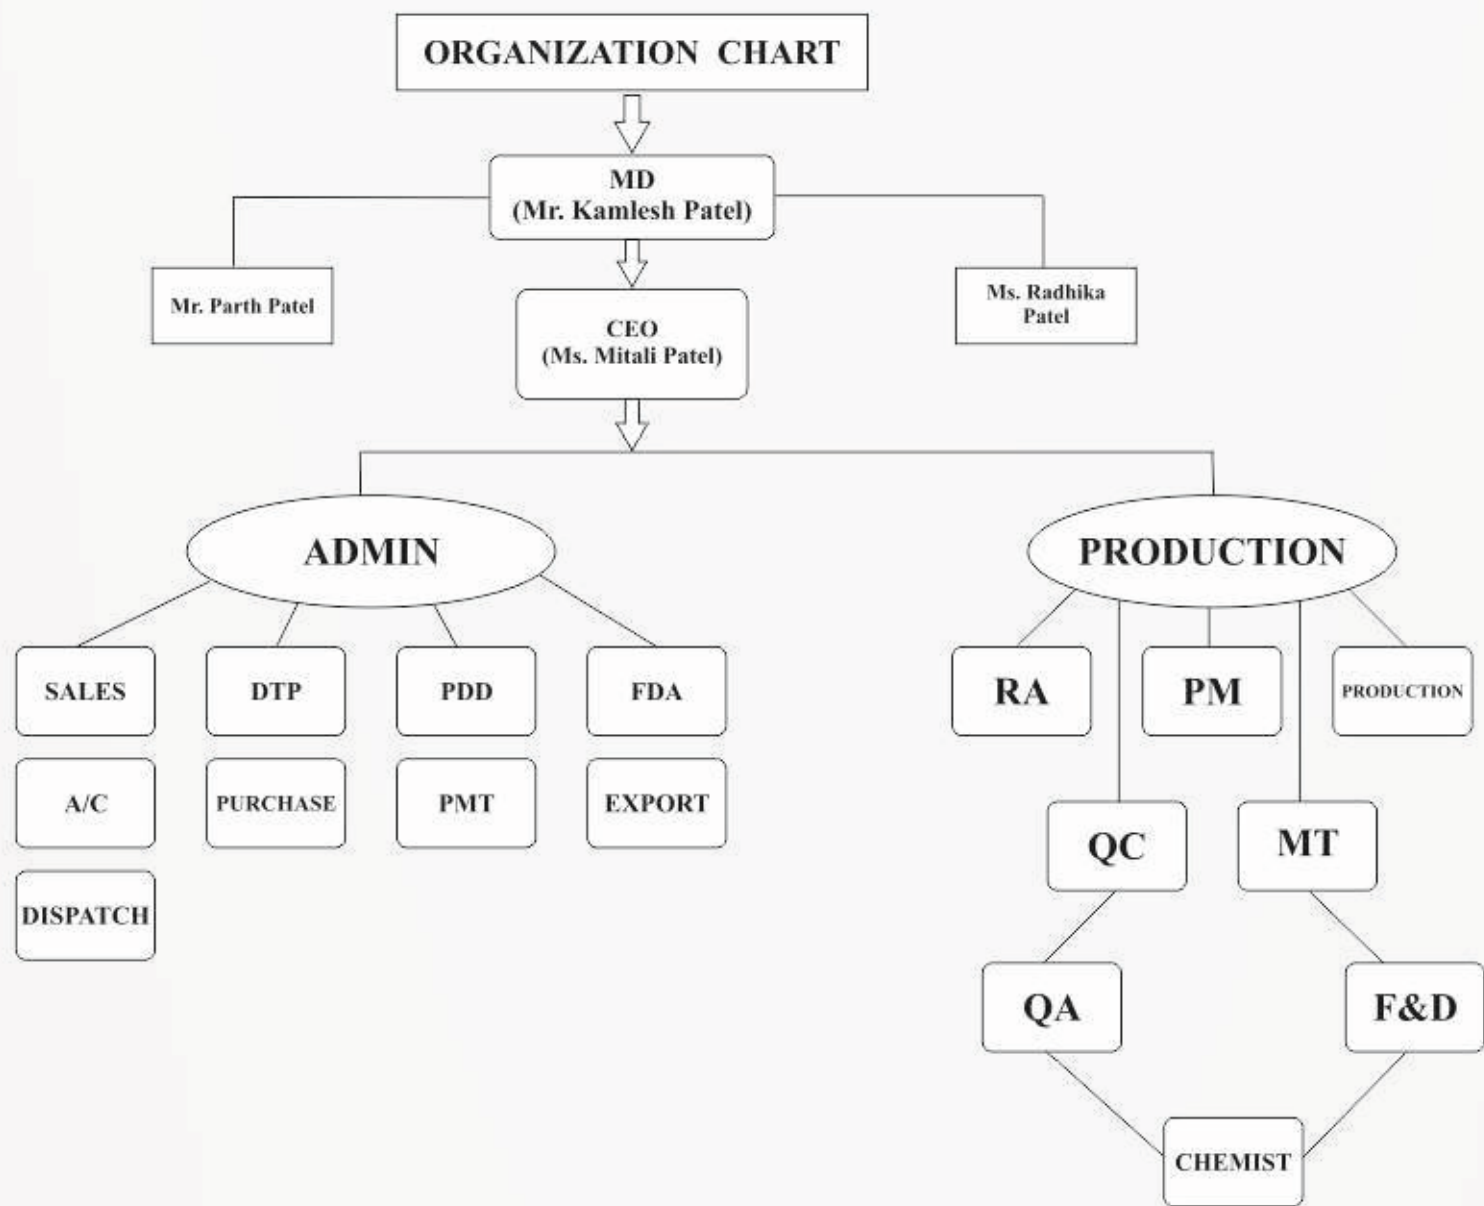 ORGANIZATION CHART
MD
(Mr. Kamlesh Patel)
Mr. Parth Patel
Ms. Radhika
Patel
CEO
(Ms. Mitali Patel)
ADMIN
PRODUCTION
SALES
DTP
PDD
FDA
RA
PM
PRODUCTION
A/C
PURCHASE
PMT
EXPORT
QC
MT
DISPATCH
QA
F&D
CHEMIST